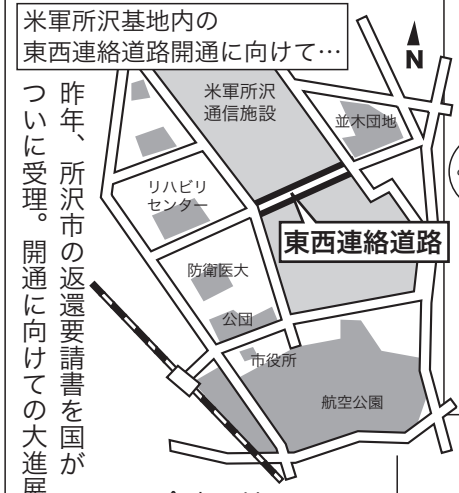 米軍所沢基地内の
東西連絡道路開通に向けて…
昨年、所沢市の返還要請書を国が
ついに受理。開通に向けての大進展
N
米軍所沢
通信施設
並木団地
リハビリ
センター
東西連絡道路
防衛医大
公団
市役所
航空公園